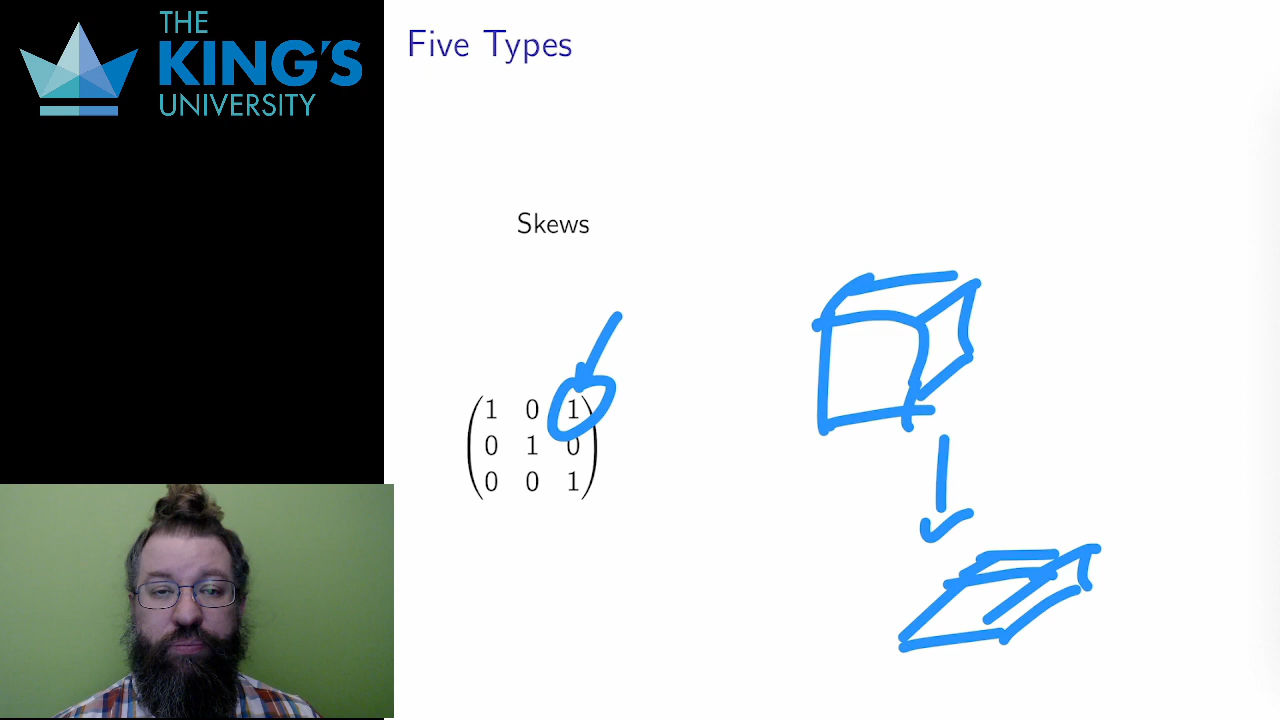 THE
KING'S
UNIVERSITY
Five Types
Skews
1 0 1
0 1 0
0 0 1